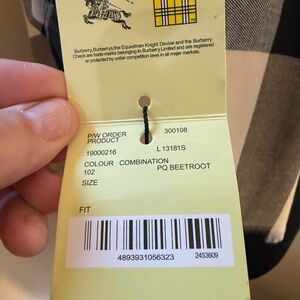 Burberry, Burberrys, the Equestrian Knight Device and the Burberry
Check are trade marks belonging to Burberry Limited and are registered
or protected by unfair competition laws in all major markets.
P/W ORDER 300108
PRODUCT
19000216 L13181S
COLOUR COMBINATION
102 PQ BEETROOT
SIZE
FIT
4893931056323 2453609